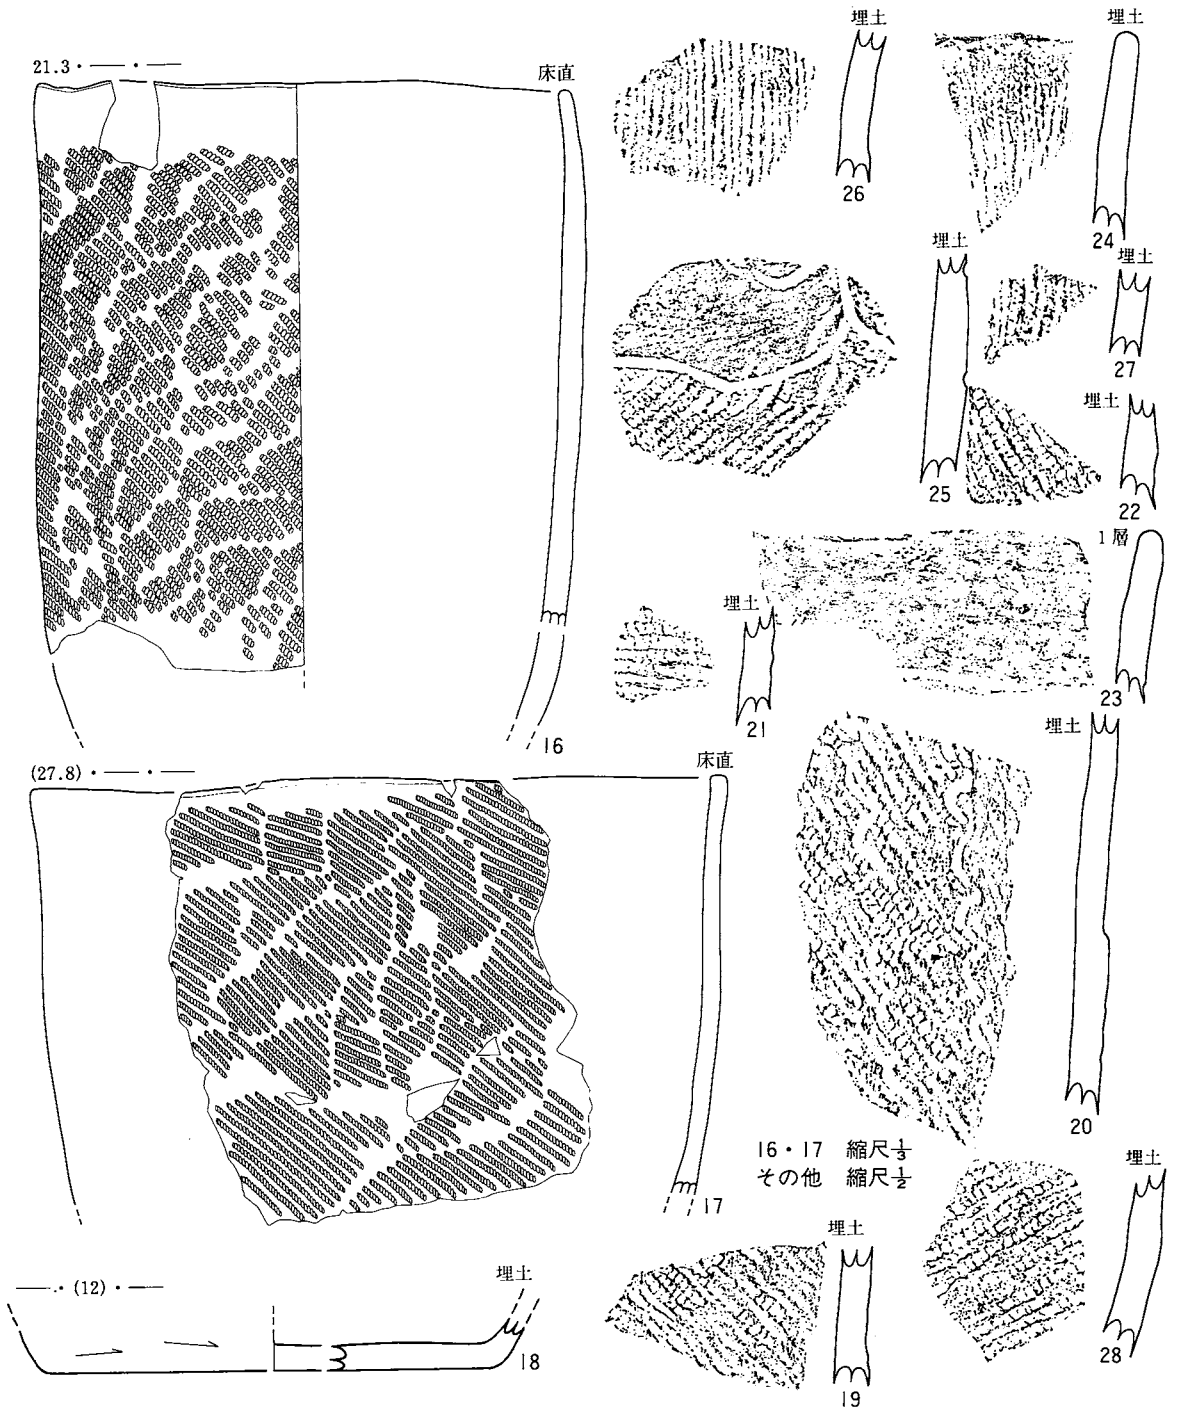 21.3・—・—
床直
16
(27.8)・—・—
床直
17
—・(12)・—
埋土
18
埋土
26
埋土
24
埋土
25
埋土
27
埋土
22
1層
23
埋土
21
埋土
20
16・17 縮尺1/3
その他 縮尺1/2
埋土
19
埋土
28